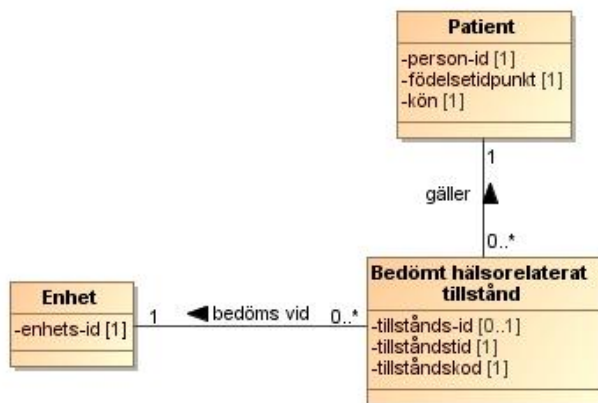 Patient
-person-id [1]
-födelsetidpunkt [1]
-kön [1]
1
gäller
0..*
Bedömt hälsorelaterat
tillstånd
-tillstånds-id [0..1]
-tillståndstid [1]
-tillståndskod [1]
Enhet
-enhets-id [1]
1
bedöms vid
0..*